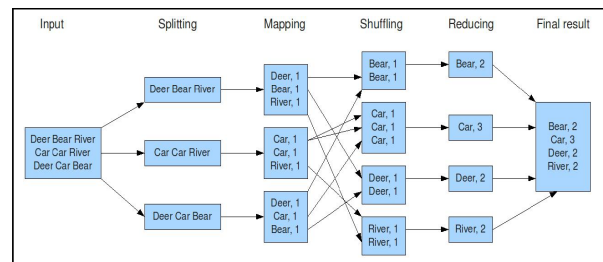 Input
Splitting
Mapping
Shuffling
Reducing
Final result
Deer Bear River
Car Car River
Deer Car Bear
Deer Bear River
Car Car River
Deer Car Bear
Deer, 1
Bear, 1
River, 1
Car, 1
Car, 1
River, 1
Deer, 1
Car, 1
Bear, 1
Bear, 1
Bear, 1
Car, 1
Car, 1
Car, 1
Deer, 1
Deer, 1
River, 1
River, 1
Bear, 2
Car, 3
Deer, 2
River, 2
Bear, 2
Car, 3
Deer, 2
River, 2